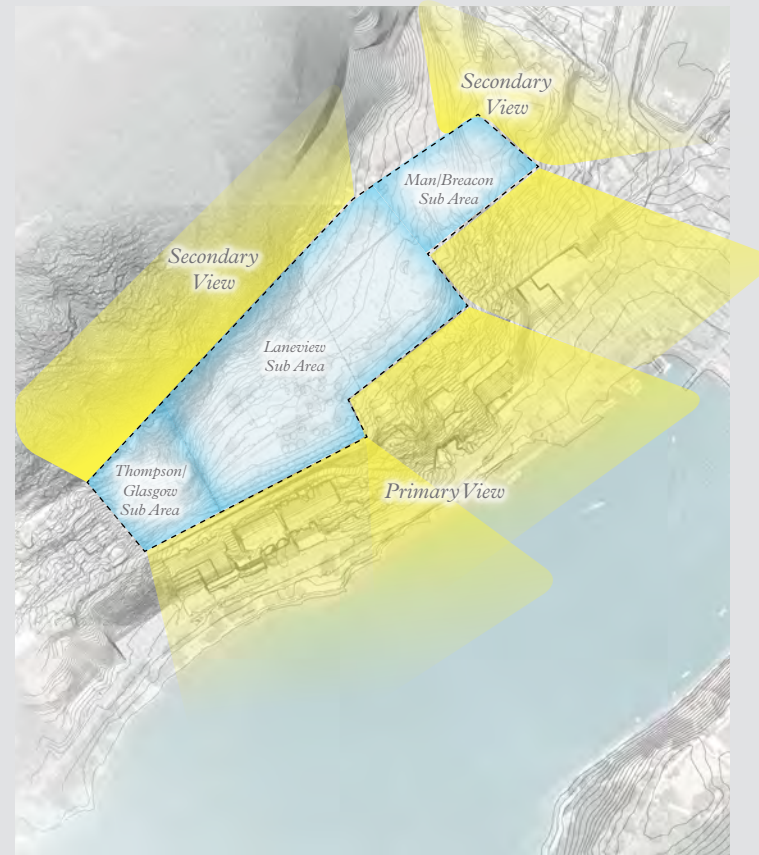 Secondary
View
Man/Breacon
Sub Area
Secondary
View
Laneview
Sub Area
Thompson/
Glasgow
Sub Area
Primary View